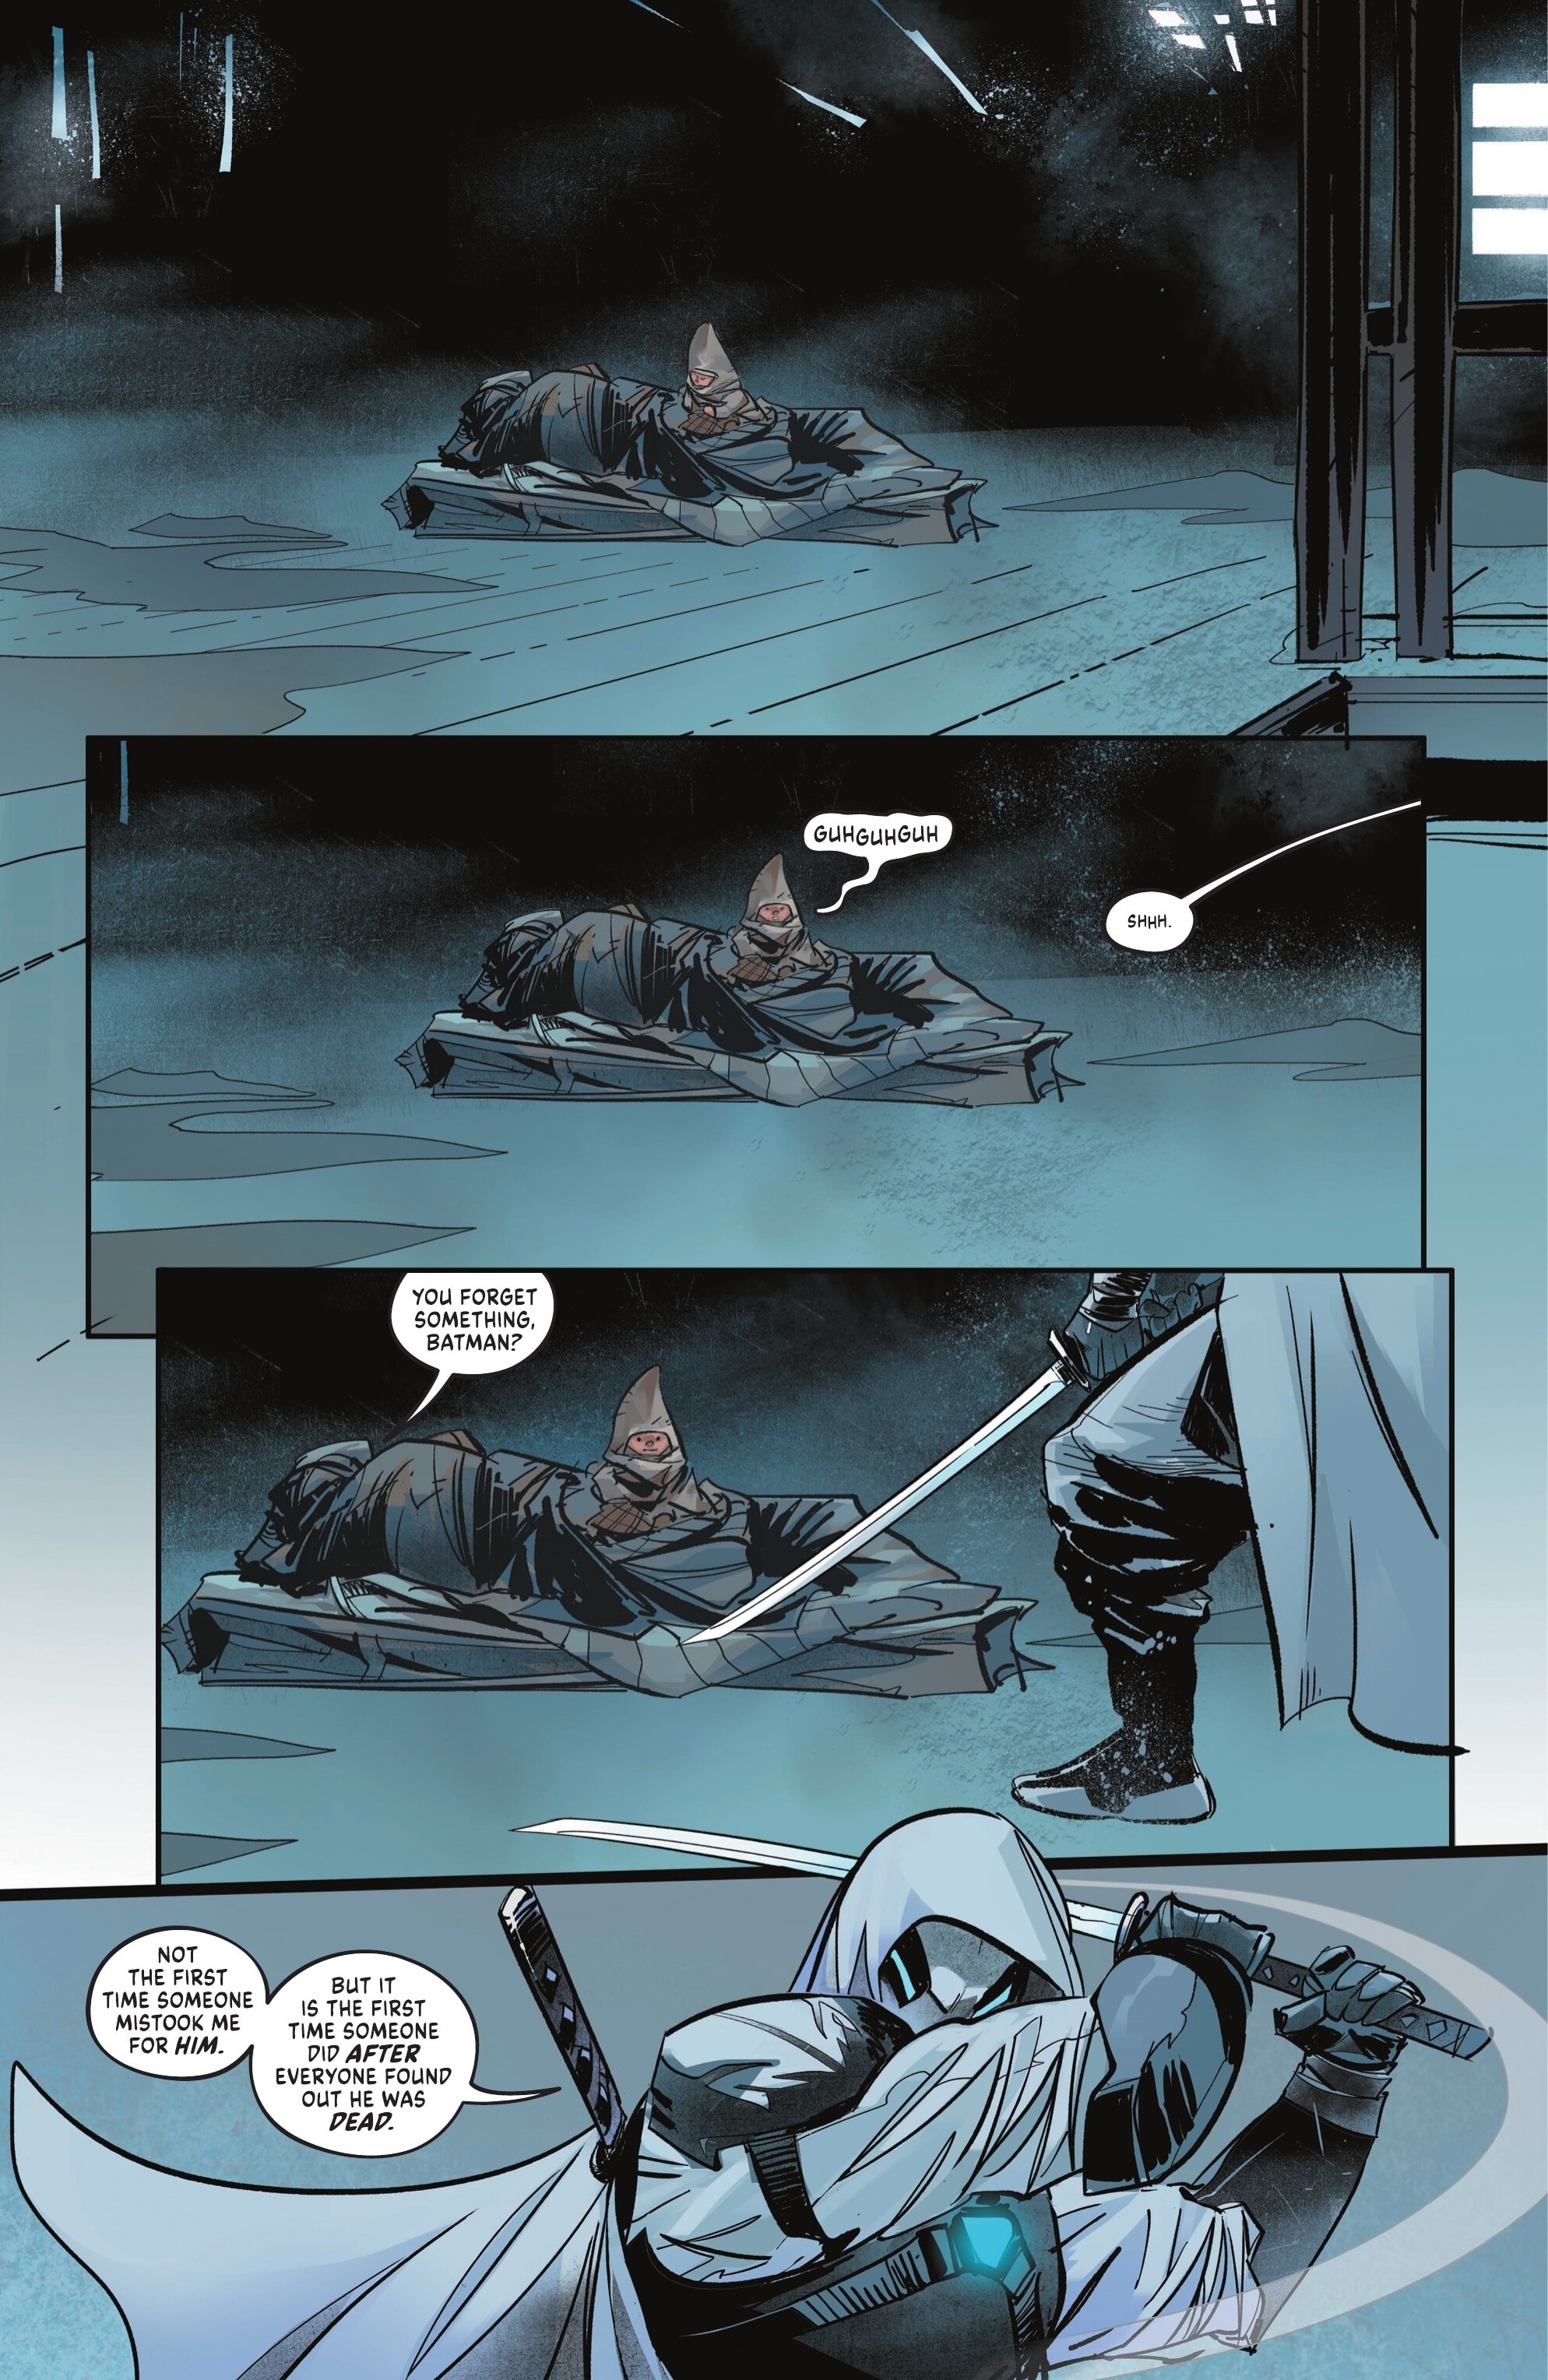 GUHGUHGUH
SHHH.
YOU FORGET
SOMETHING,
BATMAN?
NOT
THE FIRST
TIME SOMEONE
MISTOOK ME
FOR HIM.
BUT IT
IS THE FIRST
TIME SOMEONE
DID AFTER
EVERYONE FOUND
OUT HE WAS
DEAD.